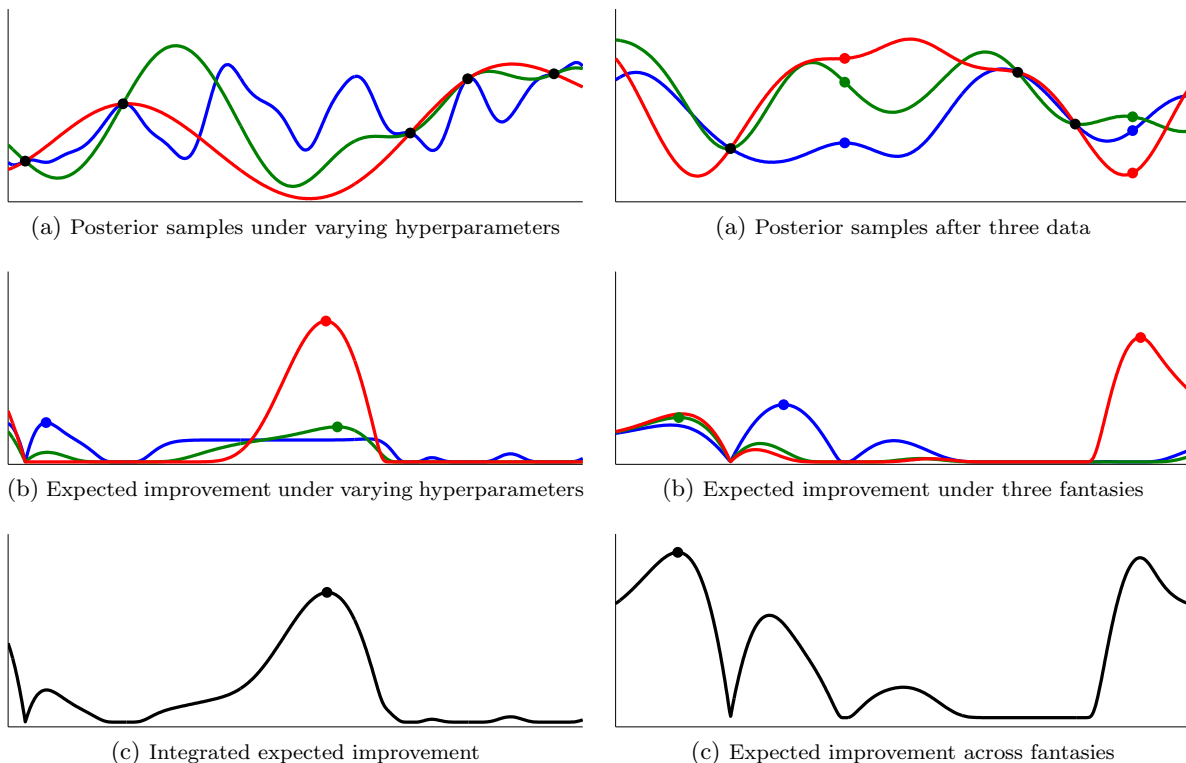 (a) Posterior samples under varying hyperparameters
(b) Expected improvement under varying hyperparameters
(c) Integrated expected improvement
(a) Posterior samples after three data
(b) Expected improvement under three fantasies
(c) Expected improvement across fantasies